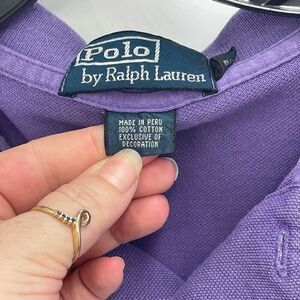 Polo
by Ralph Lauren
MADE IN PERU
100% COTTON
EXCLUSIVE OF
DECORATION